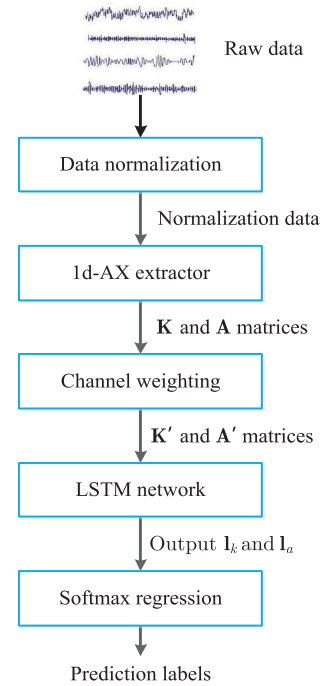 Raw data
Data normalization
Normalization data
1d-AX extractor
K and A matrices
Channel weighting
K′ and A′ matrices
LSTM network
Output l_k and l_a
Softmax regression
Prediction labels